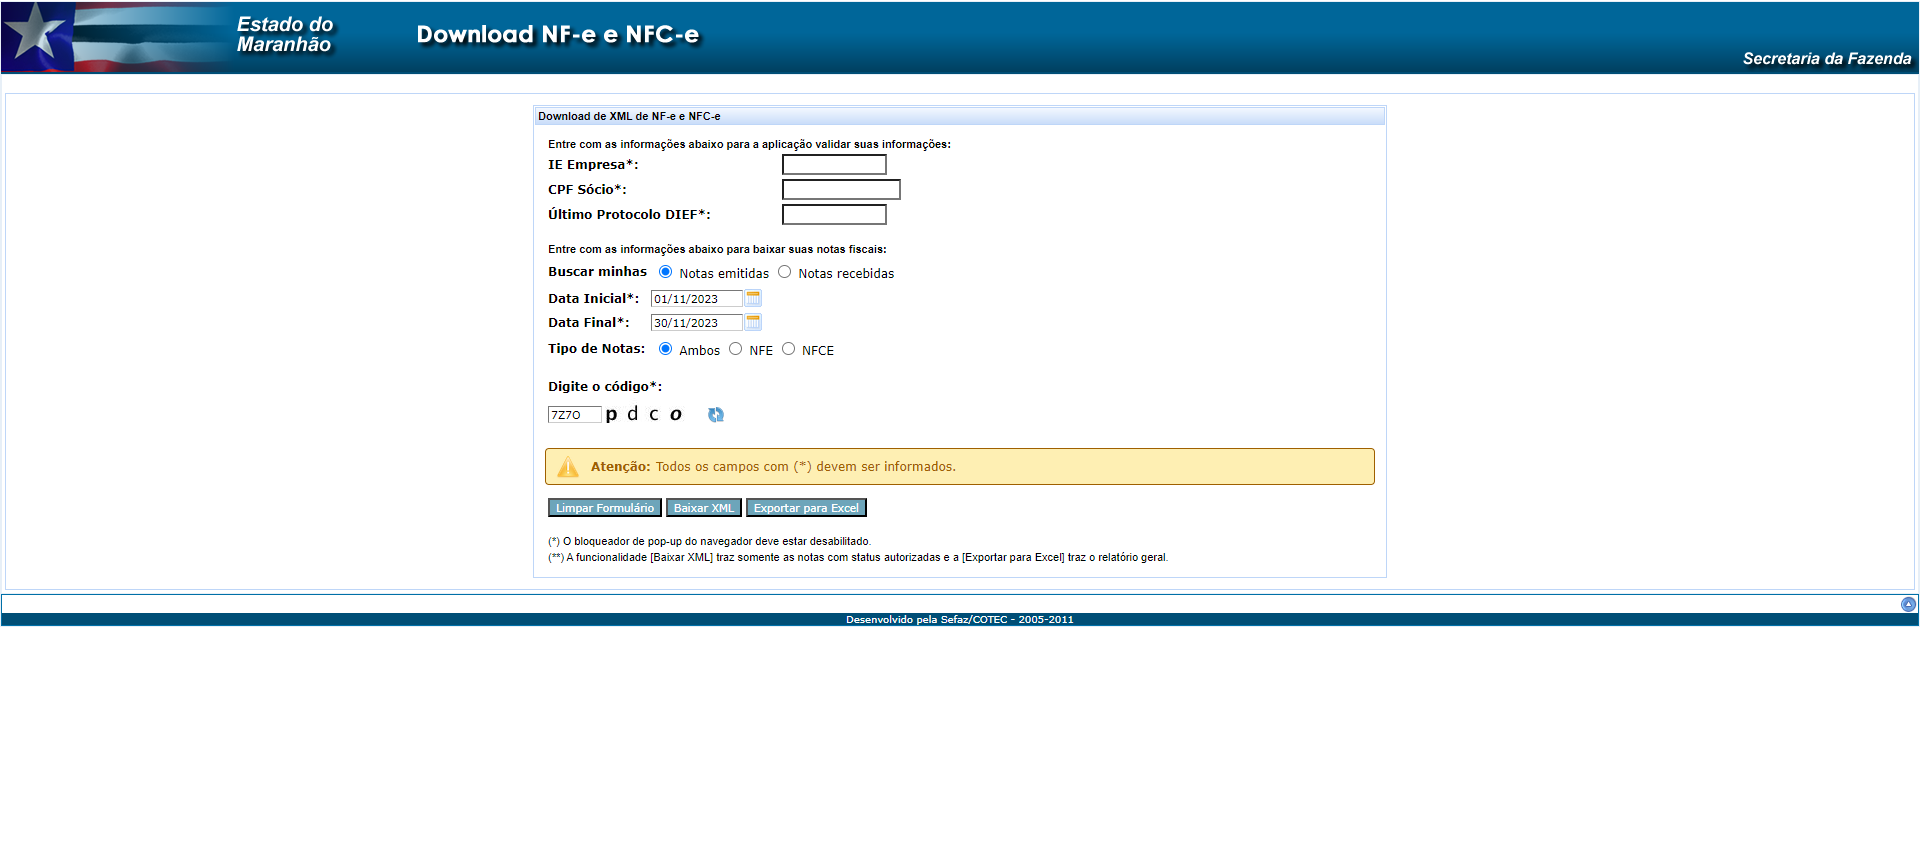 Estado do
Maranhão
Download NF-e e NFC-e
Secretaria da Fazenda
Download de XML de NF-e e NFC-e
Entre com as informações abaixo para a aplicação validar suas informações:
IE Empresa*:
CPF Sócio*:
Último Protocolo DIEF*:
Entre com as informações abaixo para baixar suas notas fiscais:
Buscar minhas Notas emitidas Notas recebidas
Data Inicial*: 01/11/2023
Data Final*: 30/11/2023
Tipo de Notas: Ambos NFE NFCE
Digite o código*:
7Z7O p d c o
Atenção: Todos os campos com (*) devem ser informados.
Limpar Formulário Baixar XML Exportar para Excel
(*) O bloqueador de pop-up do navegador deve estar desabilitado.
(**) A funcionalidade [Baixar XML] traz somente as notas com status autorizadas e a [Exportar para Excel] traz o relatório geral.
Desenvolvido pela Sefaz/COTEC - 2005-2011